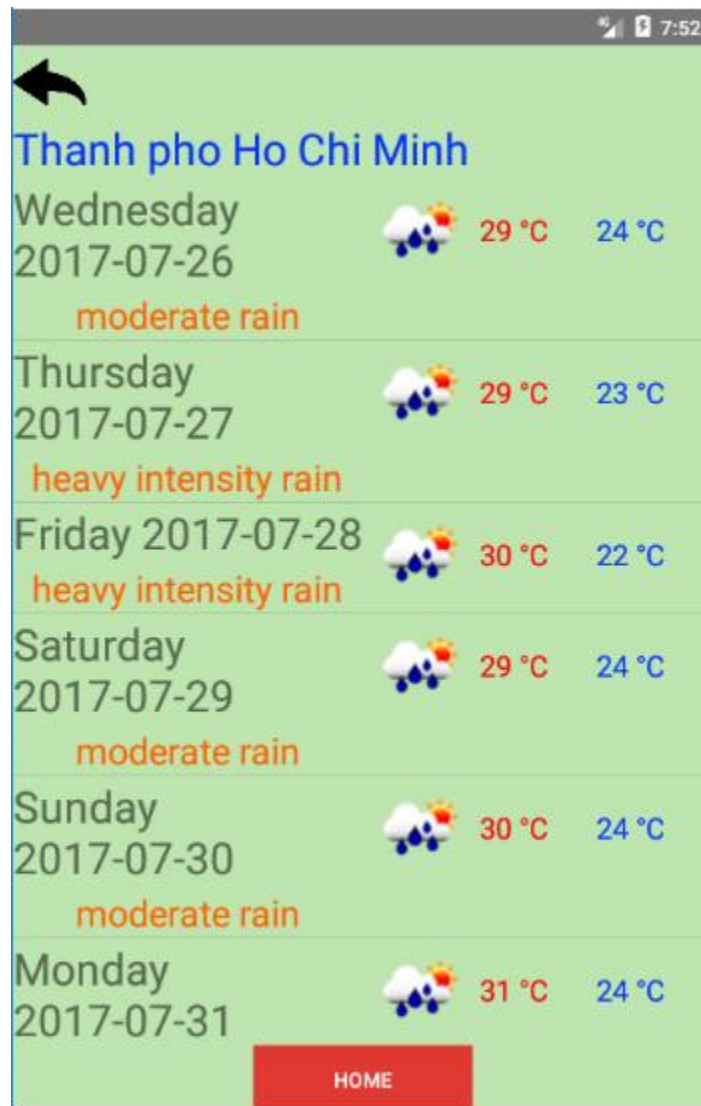 7:52
Thanh pho Ho Chi Minh
Wednesday
2017-07-26
29 °C 24 °C
moderate rain
Thursday
2017-07-27
29 °C 23 °C
heavy intensity rain
Friday 2017-07-28
30 °C 22 °C
heavy intensity rain
Saturday
2017-07-29
29 °C 24 °C
moderate rain
Sunday
2017-07-30
30 °C 24 °C
moderate rain
Monday
2017-07-31
31 °C 24 °C
HOME